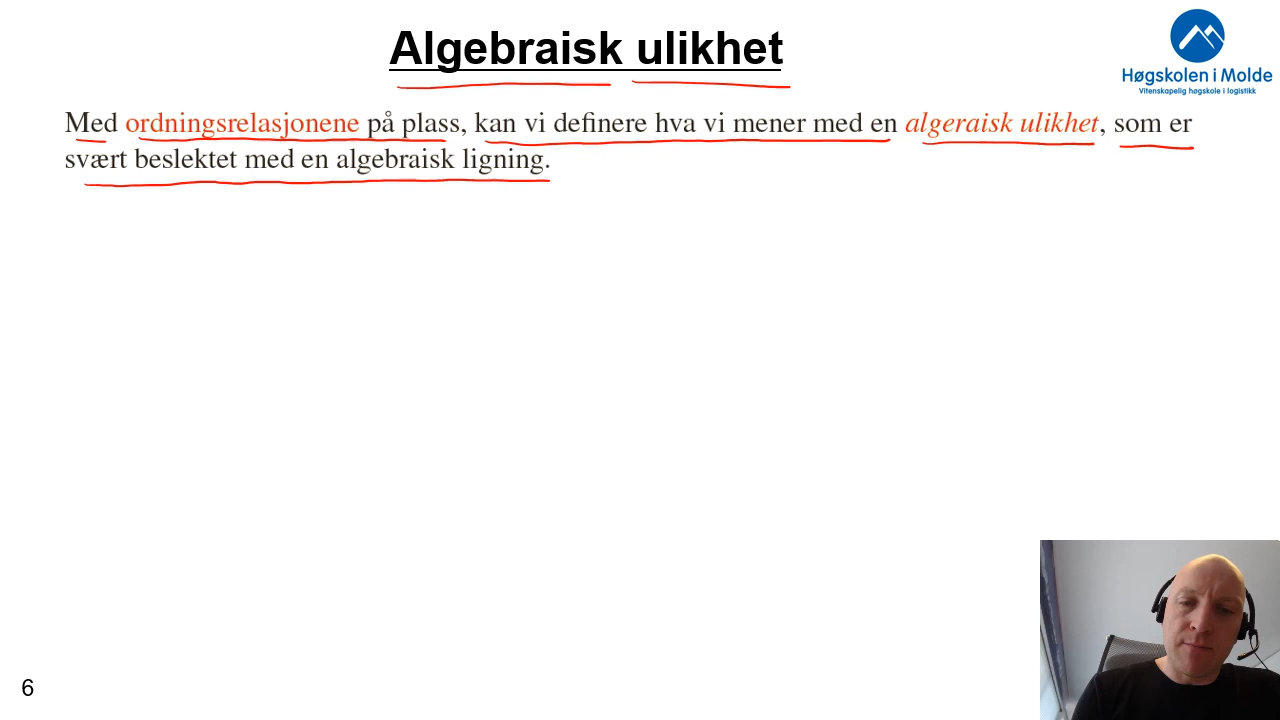 Algebraisk ulikhet
Høgskolen i Molde
Vitenskapelig høgskole i logistikk
Med ordningsrelasjonene på plass, kan vi definere hva vi mener med en algeraisk ulikhet, som er
svært beslektet med en algebraisk ligning.
6